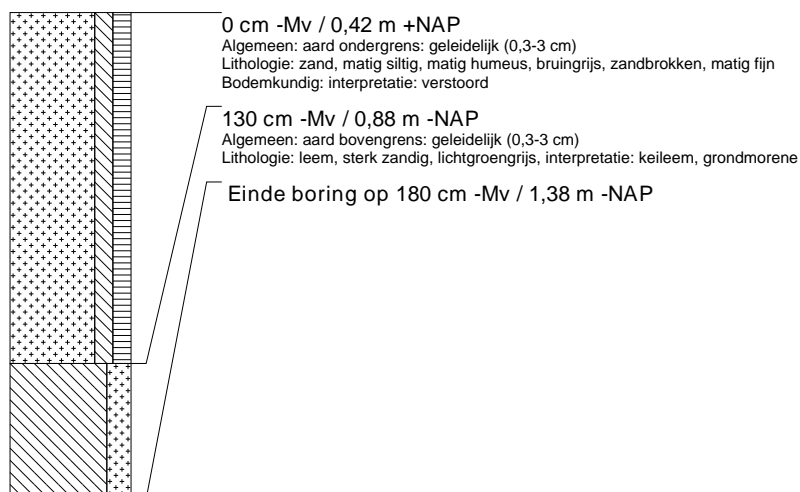 0 cm -Mv / 0,42 m +NAP
Algemeen: aard ondergrens: geleidelijk (0,3-3 cm)
Lithologie: zand, matig siltig, matig humeus, bruingrijs, zandbrokken, matig fijn
Bodemkundig: interpretatie: verstoord
130 cm -Mv / 0,88 m -NAP
Algemeen: aard bovengrens: geleidelijk (0,3-3 cm)
Lithologie: leem, sterk zandig, lichtgroengrijs, interpretatie: keileem, grondmorene
Einde boring op 180 cm -Mv / 1,38 m -NAP